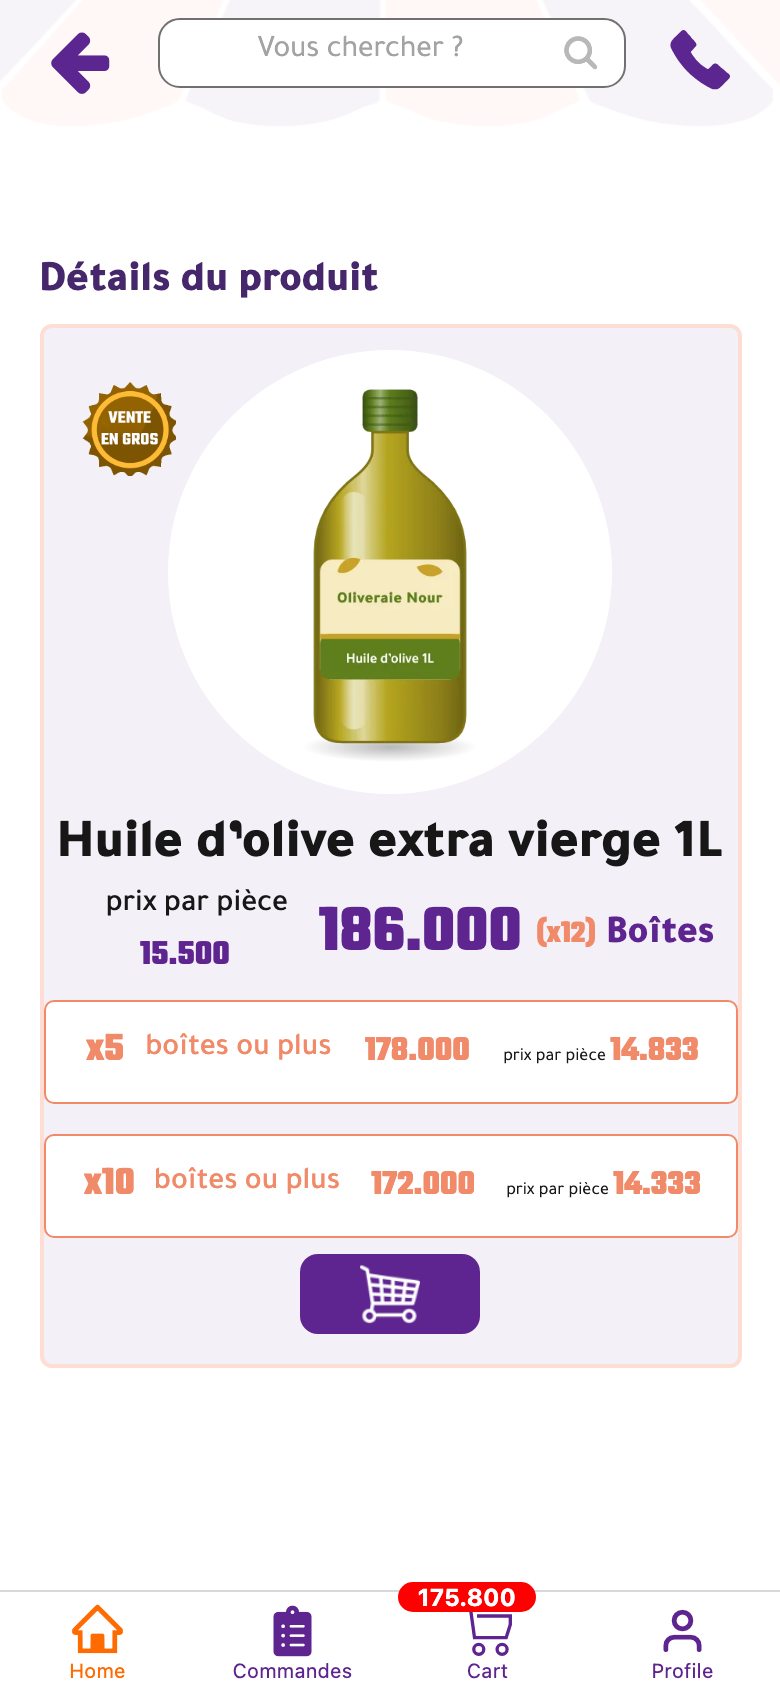 Vous chercher ?
Détails du produit
VENTE
EN GROS
Oliveraie Nour
Huile d’olive 1L
Huile d’olive extra vierge 1L
prix par pièce
15.500
186.000 (x12) Boîtes
x5 boîtes ou plus 178.000 prix par pièce 14.833
x10 boîtes ou plus 172.000 prix par pièce 14.333
175.800
Home Commandes Cart Profile